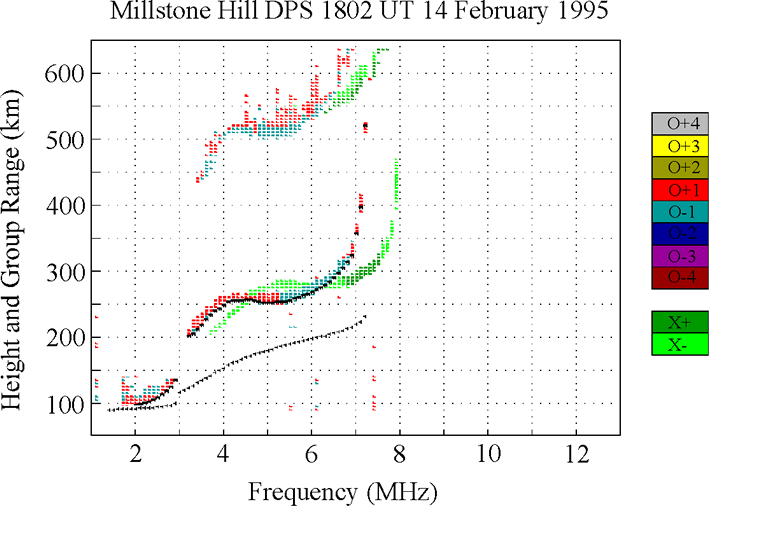 Millstone Hill DPS 1802 UT 14 February 1995
Height and Group Range (km)
600
500
400
300
200
100
2 4 6 8 10 12
Frequency (MHz)
O+4
O+3
O+2
O+1
O-1
O-2
O-3
O-4
X+
X-